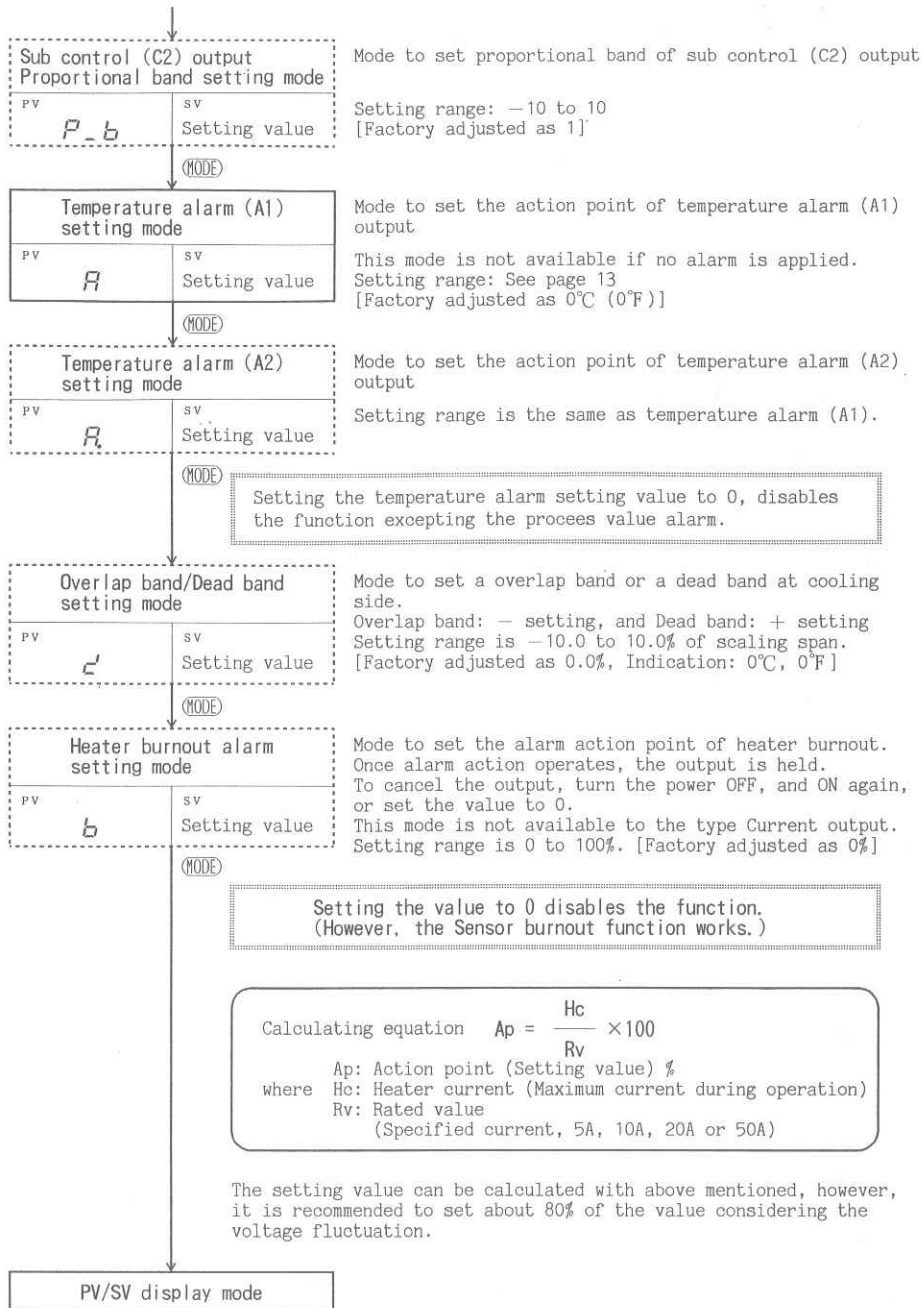 Sub control (C2) output
Proportional band setting mode
Mode to set proportional band of sub control (C2) output
PV
SV
P_b
Setting value
Setting range: −10 to 10
[Factory adjusted as 1]
MODE
Temperature alarm (A1)
setting mode
Mode to set the action point of temperature alarm (A1)
output
PV
SV
A
Setting value
This mode is not available if no alarm is applied.
Setting range: See page 13
[Factory adjusted as 0℃ (0℉)]
MODE
Temperature alarm (A2)
setting mode
Mode to set the action point of temperature alarm (A2)
output
PV
SV
A.
Setting value
Setting range is the same as temperature alarm (A1).
MODE
Setting the temperature alarm setting value to 0, disables
the function excepting the procees value alarm.
Overlap band/Dead band
setting mode
Mode to set a overlap band or a dead band at cooling
side.
Overlap band: − setting, and Dead band: + setting
PV
SV
d
Setting value
Setting range is −10.0 to 10.0% of scaling span.
[Factory adjusted as 0.0%, Indication: 0℃, 0℉]
MODE
Heater burnout alarm
setting mode
Mode to set the alarm action point of heater burnout.
Once alarm action operates, the output is held.
To cancel the output, turn the power OFF, and ON again,
or set the value to 0.
PV
SV
b
Setting value
This mode is not available to the type Current output.
Setting range is 0 to 100%. [Factory adjusted as 0%]
MODE
Setting the value to 0 disables the function.
(However, the Sensor burnout function works.)
Hc
Calculating equation Ap = ×100
Rv
Ap: Action point (Setting value) %
where Hc: Heater current (Maximum current during operation)
Rv: Rated value
(Specified current, 5A, 10A, 20A or 50A)
The setting value can be calculated with above mentioned, however,
it is recommended to set about 80% of the value considering the
voltage fluctuation.
PV/SV display mode